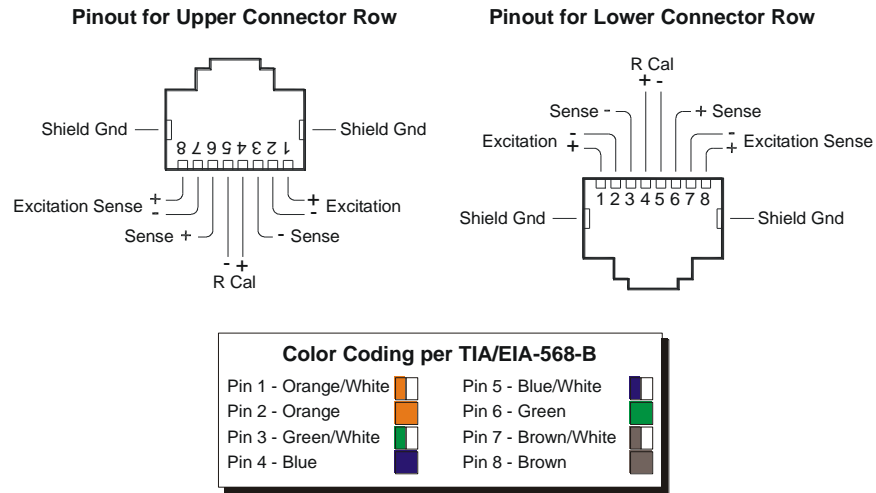 Pinout for Upper Connector Row
Shield Gnd
Shield Gnd
8 7 6 5 4 3 2 1
Excitation Sense + -
+ - Excitation
Sense +
- Sense
- +
R Cal
Pinout for Lower Connector Row
R Cal
+ -
Sense -
+ Sense
Excitation - +
- + Excitation Sense
1 2 3 4 5 6 7 8
Shield Gnd
Shield Gnd
Color Coding per TIA/EIA-568-B
Pin 1 - Orange/White
Pin 2 - Orange
Pin 3 - Green/White
Pin 4 - Blue
Pin 5 - Blue/White
Pin 6 - Green
Pin 7 - Brown/White
Pin 8 - Brown